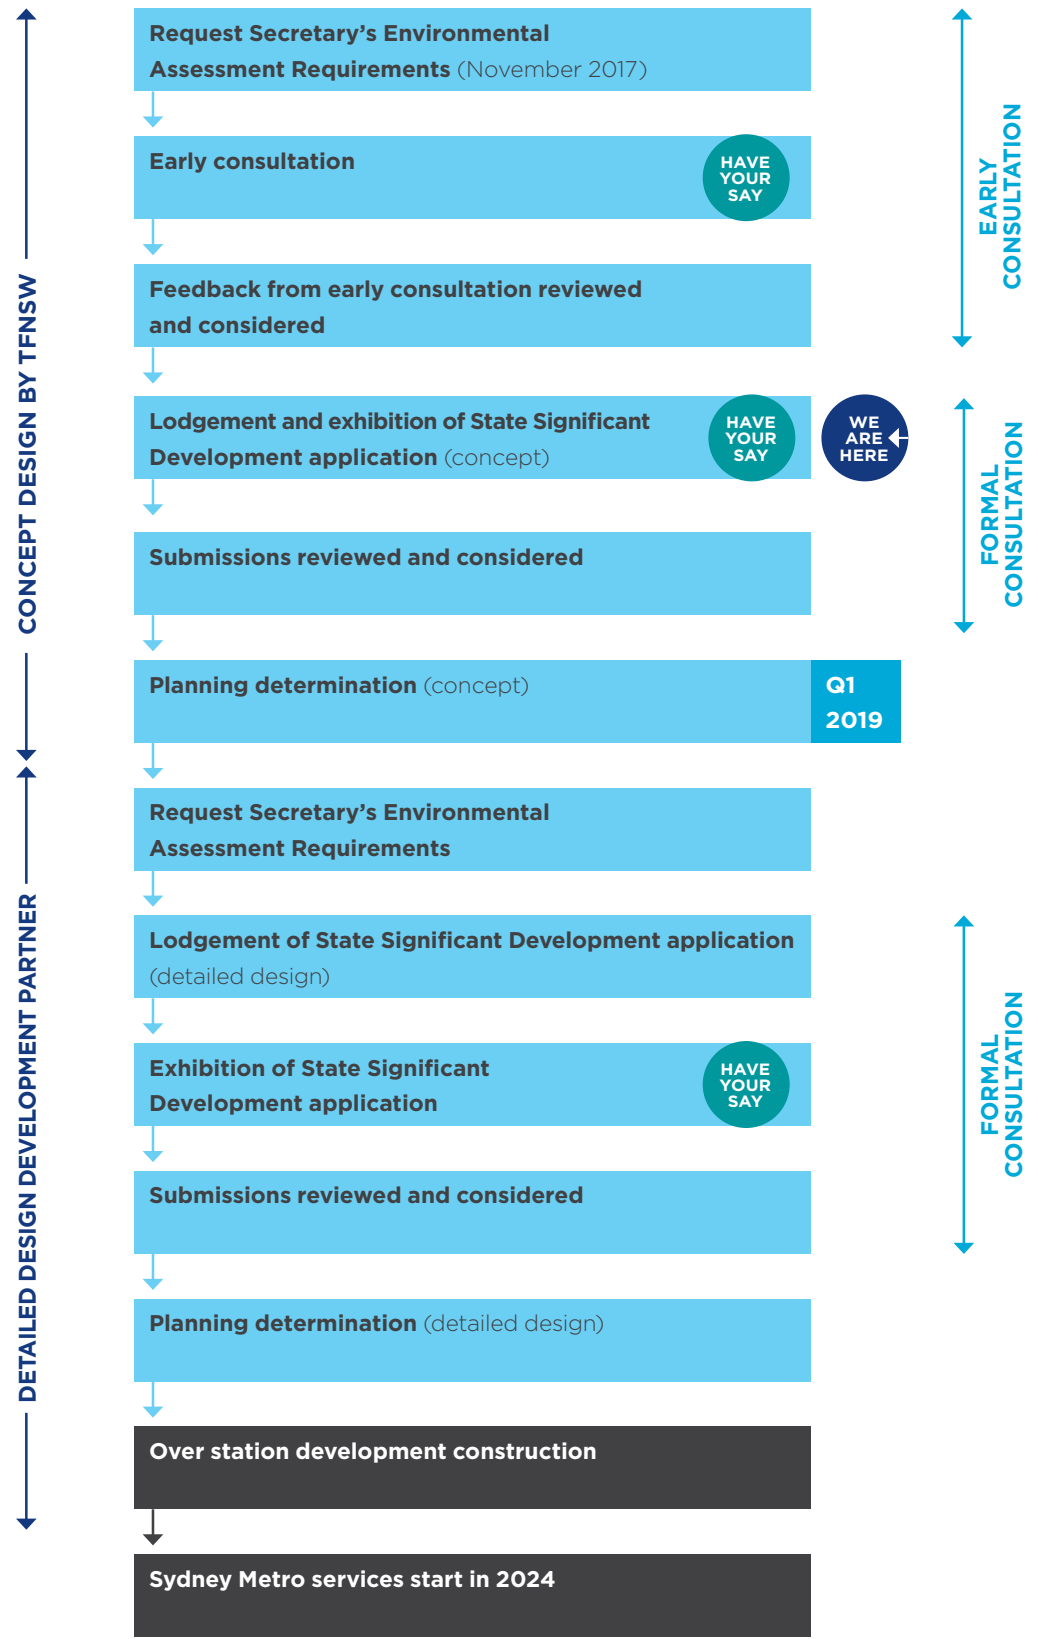 Request Secretary's Environmental
Assessment Requirements (November 2017)
Early consultation
HAVE
YOUR
SAY
Feedback from early consultation reviewed
and considered
EARLY
CONSULTATION
Lodgement and exhibition of State Significant
Development application (concept)
HAVE
YOUR
SAY
WE
ARE
HERE
Submissions reviewed and considered
FORMAL
CONSULTATION
Planning determination (concept)
Q1
2019
CONCEPT DESIGN BY TFNSW
Request Secretary's Environmental
Assessment Requirements
Lodgement of State Significant Development application
(detailed design)
Exhibition of State Significant
Development application
HAVE
YOUR
SAY
Submissions reviewed and considered
FORMAL
CONSULTATION
Planning determination (detailed design)
Over station development construction
DETAILED DESIGN DEVELOPMENT PARTNER
Sydney Metro services start in 2024